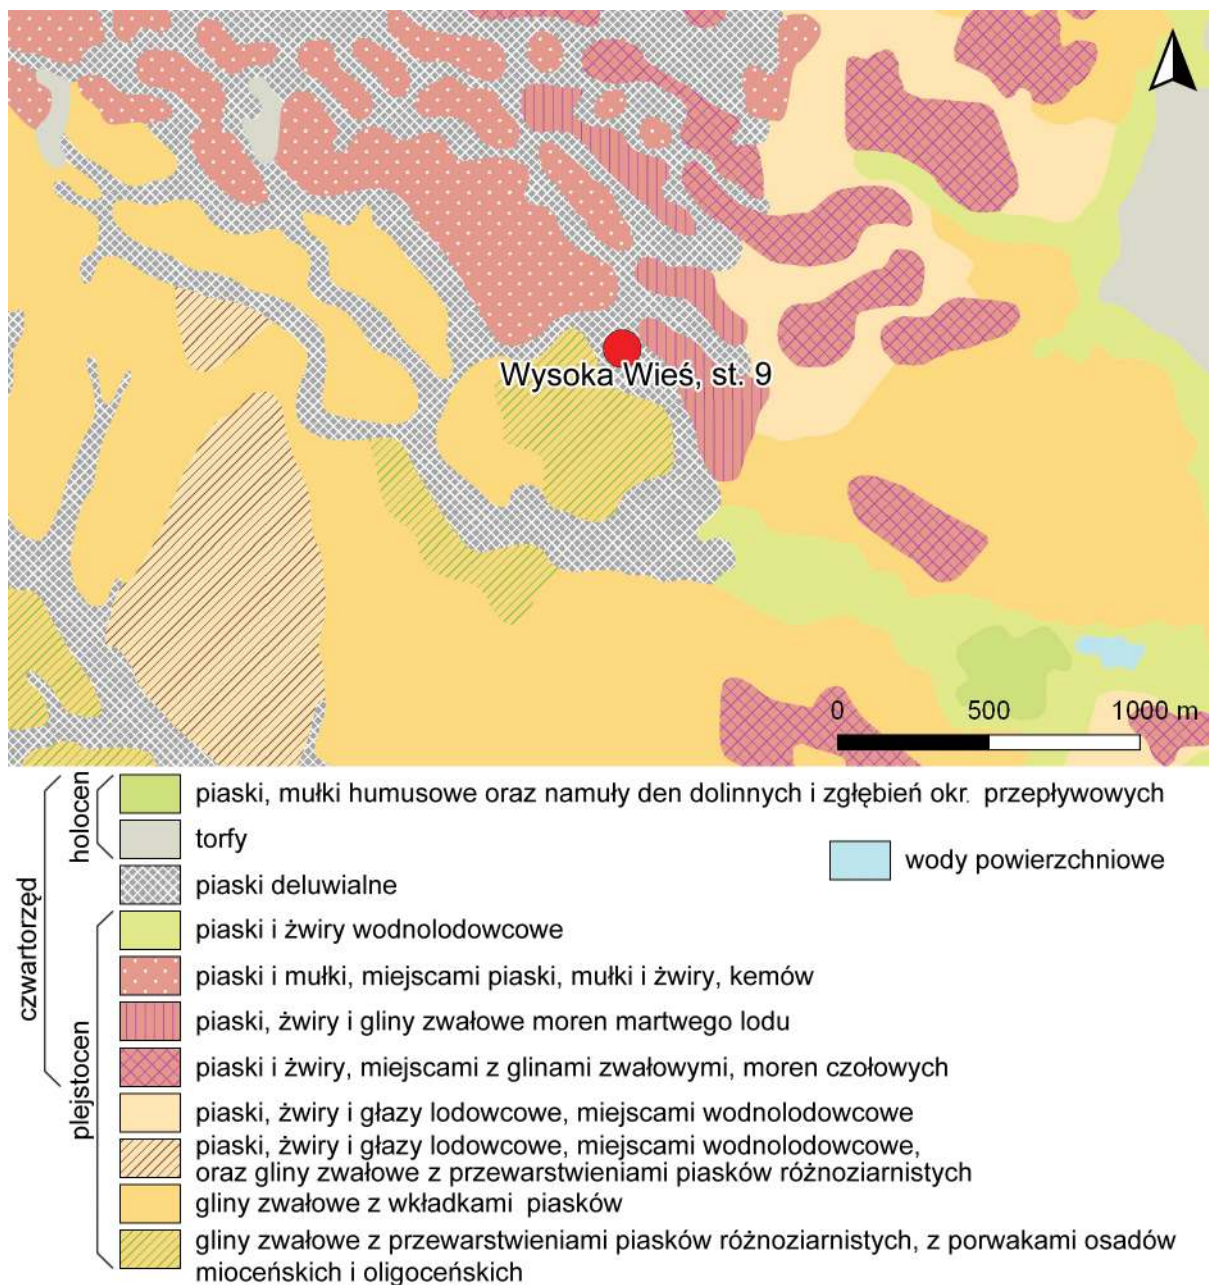 Wysoka Wieś, st. 9
0 500 1000 m
czwartorzęd
holocen
plejstocen
piaski, mułki humusowe oraz namuły den dolinnych i zgłębień okr. przepływowych
torfy
wody powierzchniowe
piaski deluwialne
piaski i żwiry wodnolodowcowe
piaski i mułki, miejscami piaski, mułki i żwiry, kemów
piaski, żwiry i gliny zwałowe moren martwego lodu
piaski i żwiry, miejscami z glinami zwałowymi, moren czołowych
piaski, żwiry i głazy lodowcowe, miejscami wodnolodowcowe
piaski, żwiry i głazy lodowcowe, miejscami wodnolodowcowe,
oraz gliny zwałowe z przewarstwieniami piasków różnoziarnistych
gliny zwałowe z wkładkami piasków
gliny zwałowe z przewarstwieniami piasków różnoziarnistych, z porwakami osadów
mioceńskich i oligoceńskich